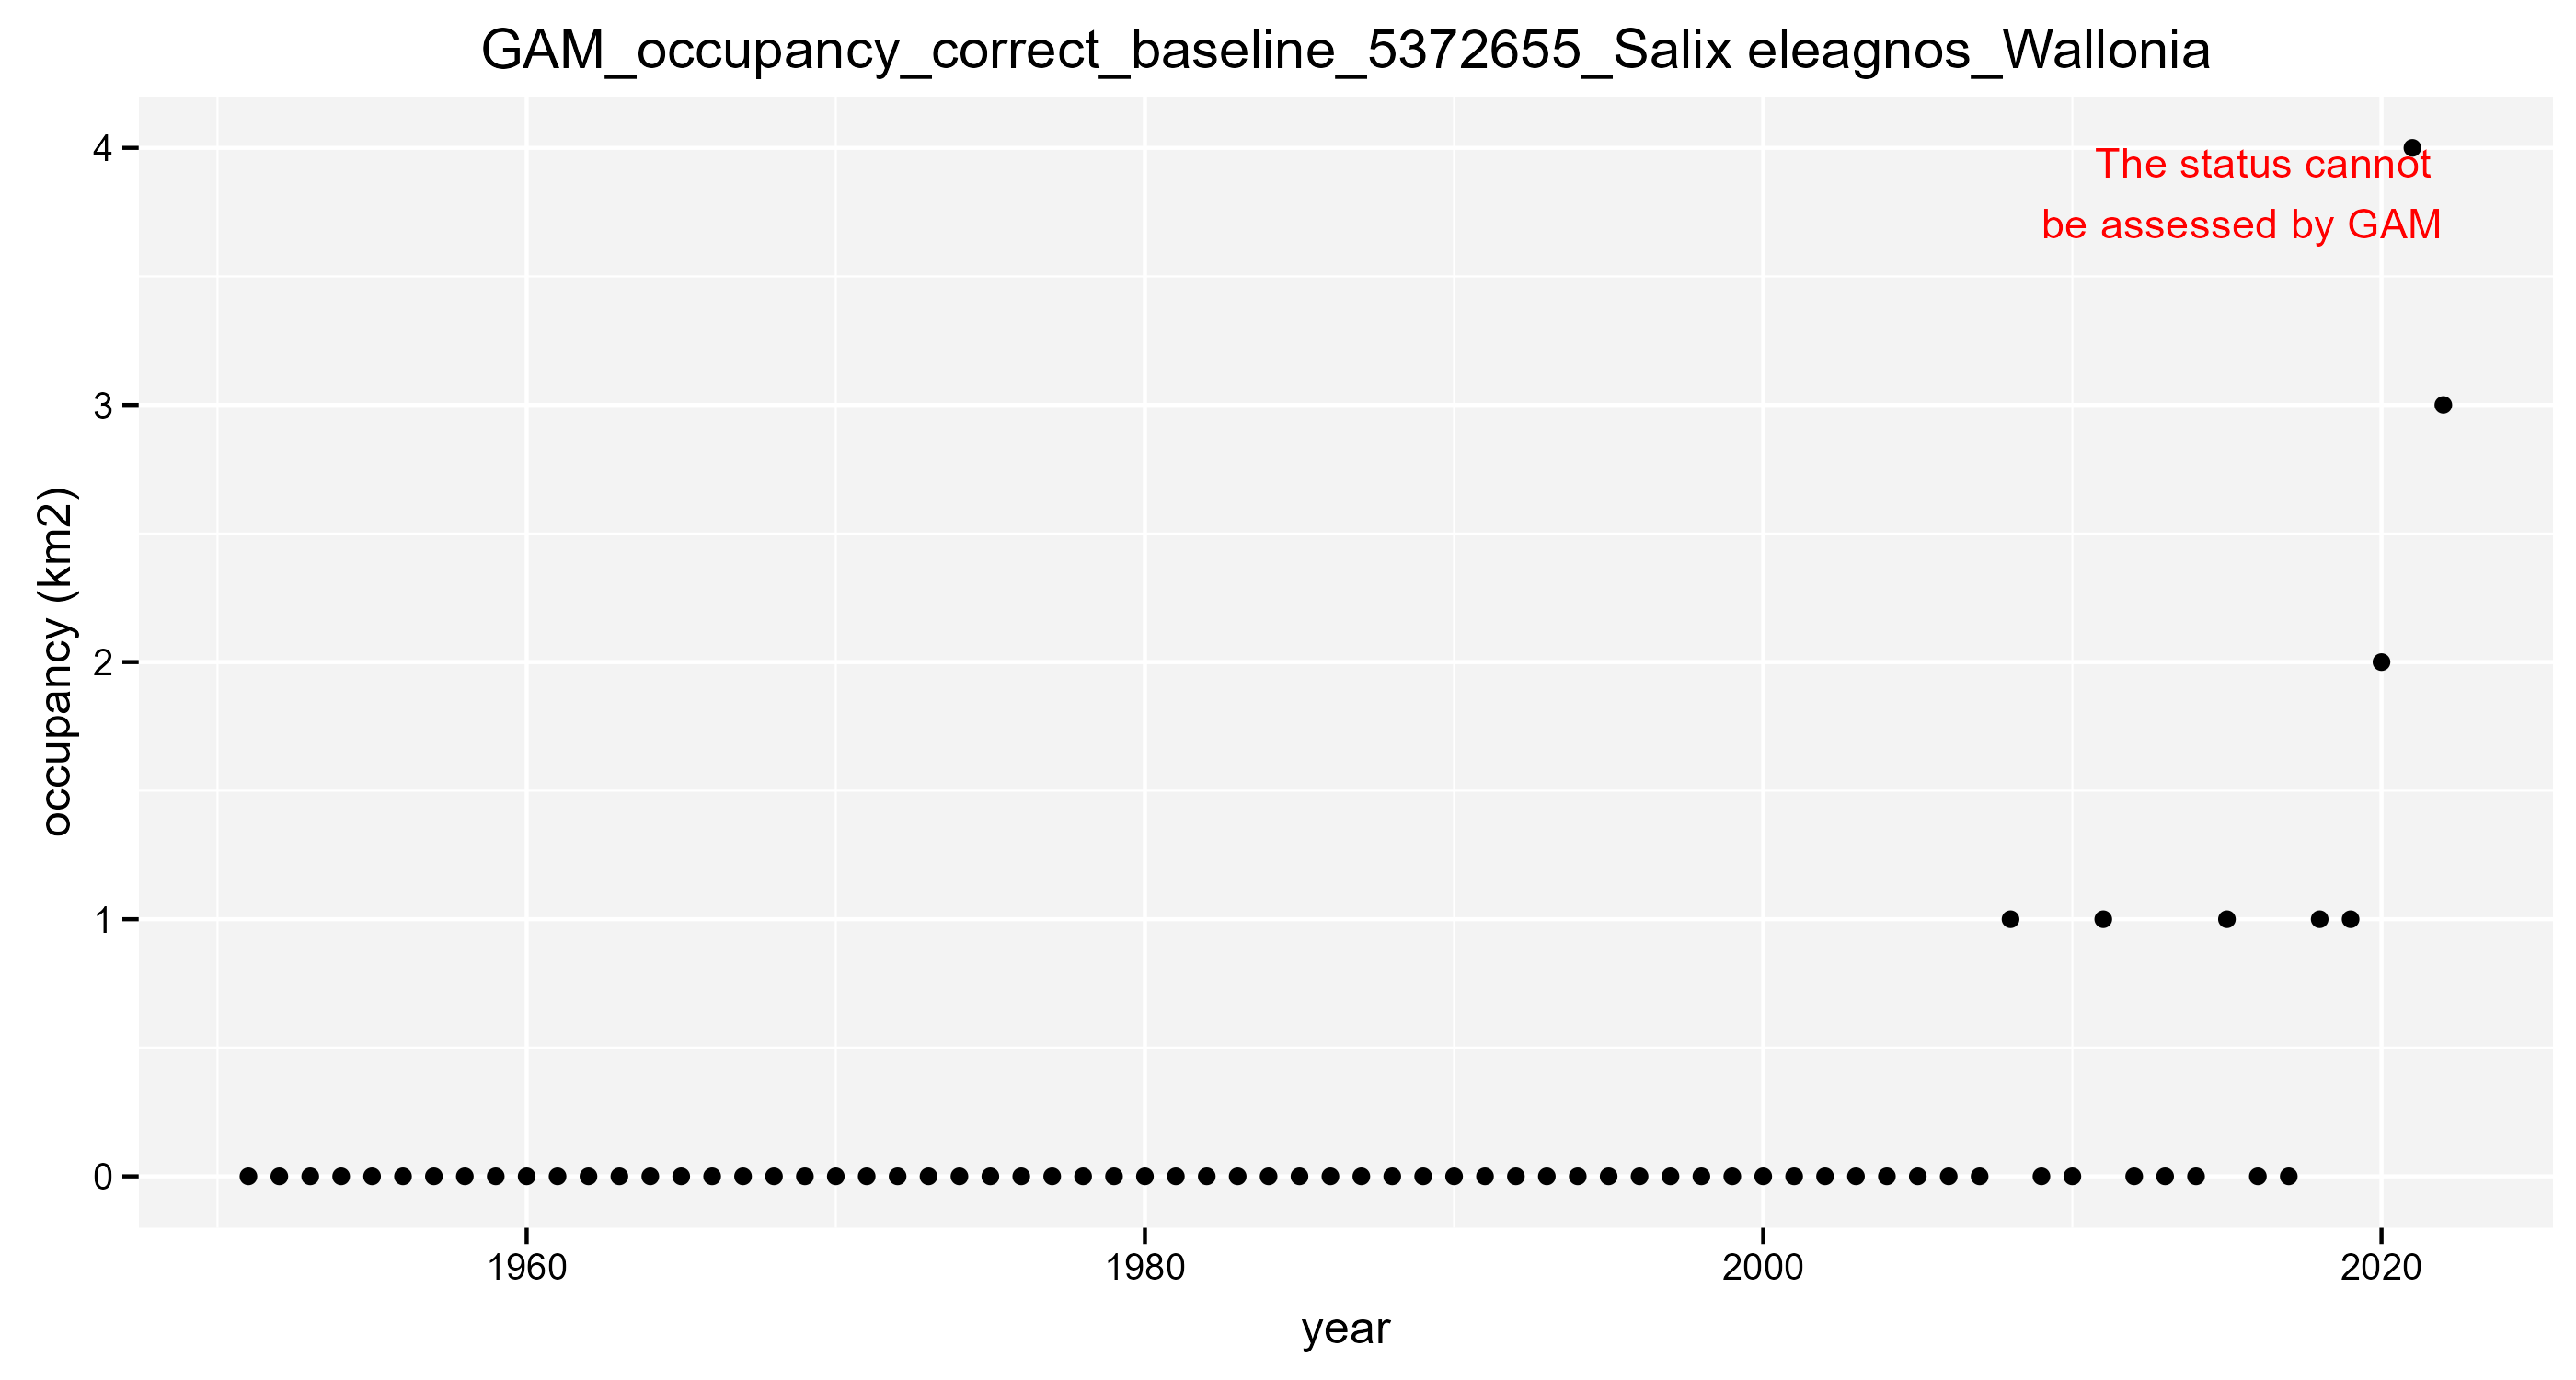 GAM_occupancy_correct_baseline_5372655_Salix eleagnos_Wallonia
The status cannot
be assessed by GAM
occupancy (km2)
4
3
2
1
0
1960
1980
2000
2020
year